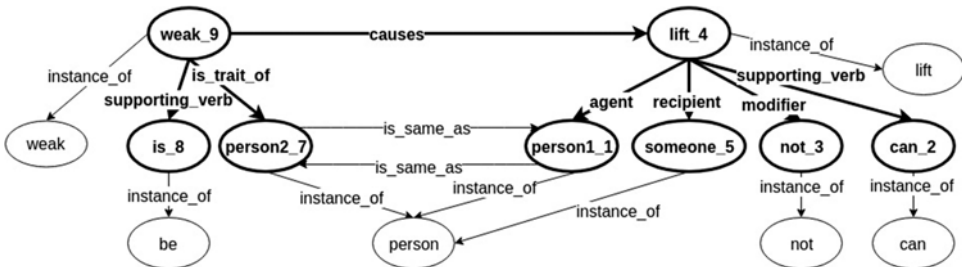 weak_9 causes lift_4
instance_of is_trait_of instance_of
supporting_verb supporting_verb
lift
agent recipient modifier
weak is_8 person2_7 is_same_as person1_1 someone_5 not_3 can_2
is_same_as
instance_of instance_of instance_of instance_of instance_of instance_of
be person not can